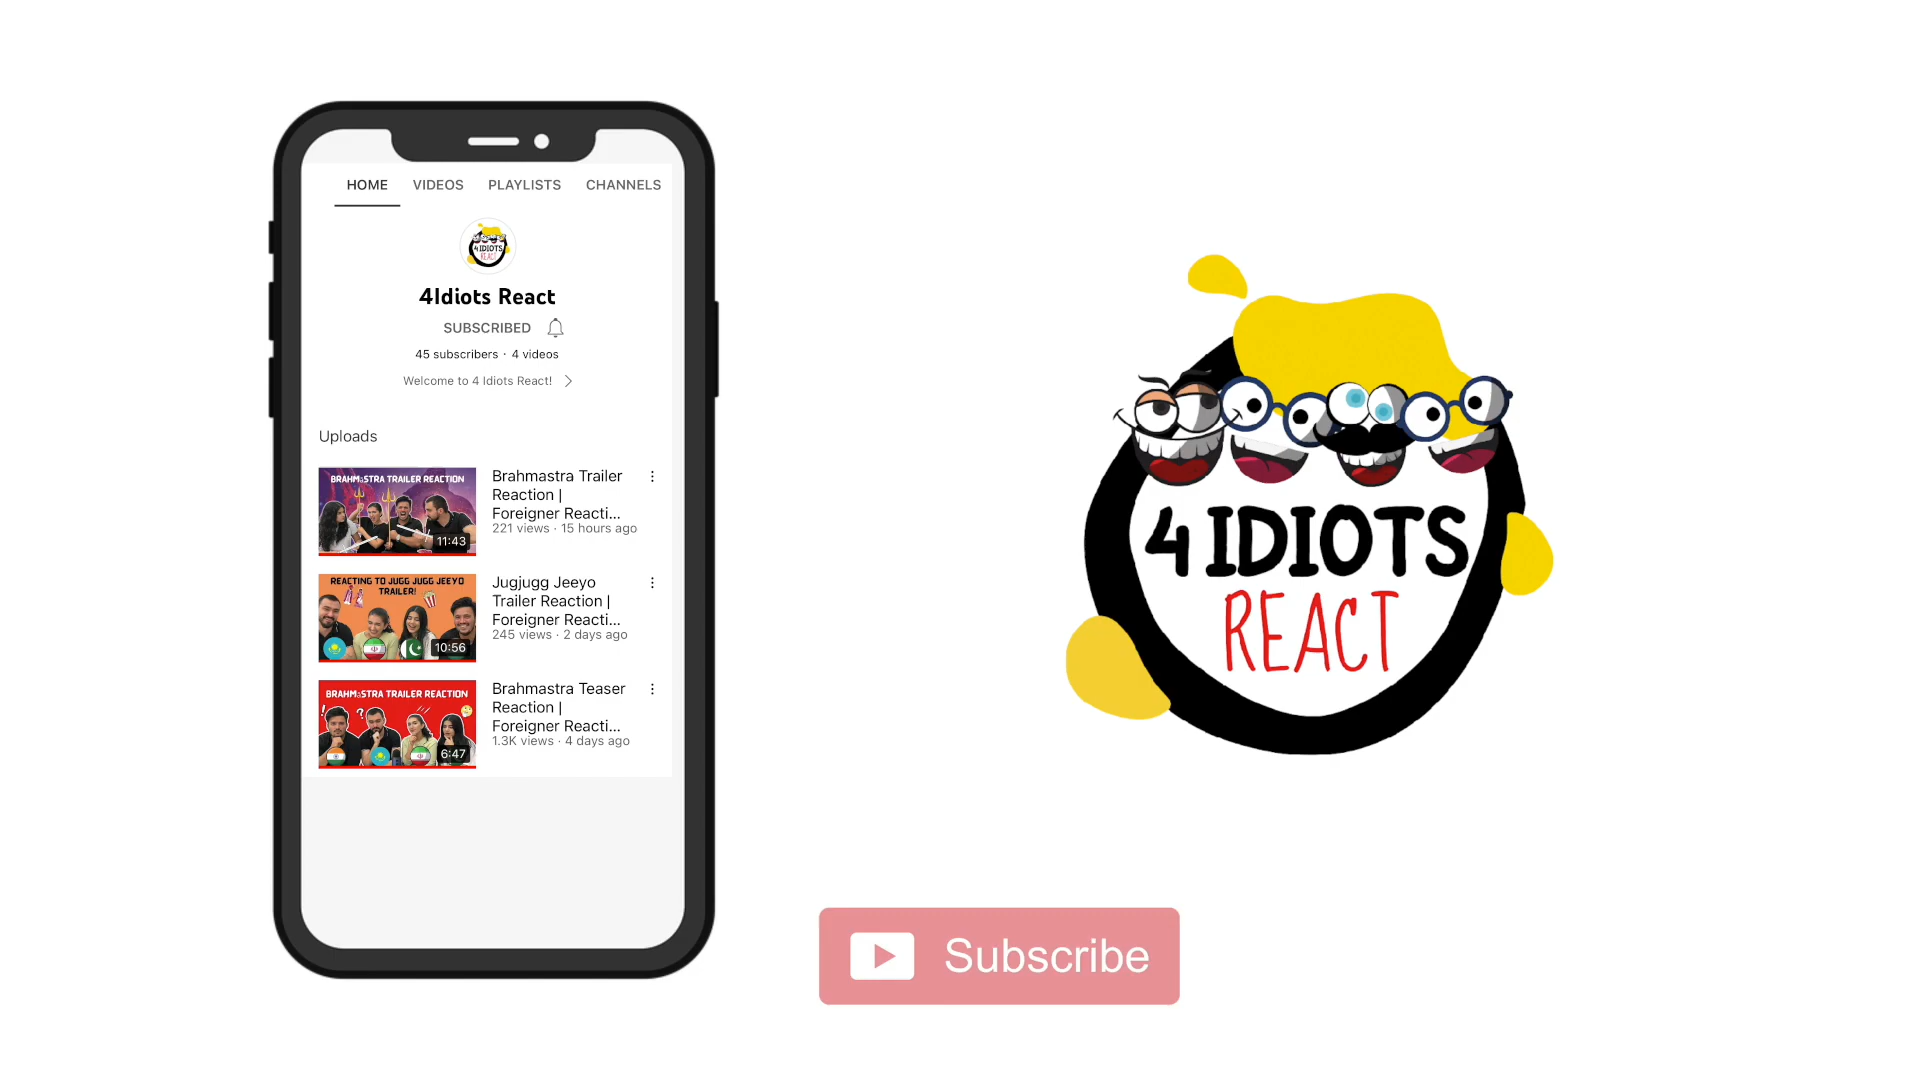 HOME VIDEOS PLAYLISTS CHANNELS
4 IDIOTS
REACT
4Idiots React
SUBSCRIBED
45 subscribers · 4 videos
Welcome to 4 Idiots React!
Uploads
BRAHMaSTRA TRAILER REACTION
11:43
Brahmastra Trailer
Reaction |
Foreigner Reacti...
221 views · 15 hours ago
REACTING TO JUGG JUGG JEEYO
TRAILER!
10:56
Jugjugg Jeeyo
Trailer Reaction |
Foreigner Reacti...
245 views · 2 days ago
BRAHMaSTRA TRAILER REACTION
6:47
Brahmastra Teaser
Reaction |
Foreigner Reacti...
1.3K views · 4 days ago
4 IDIOTS
REACT
Subscribe